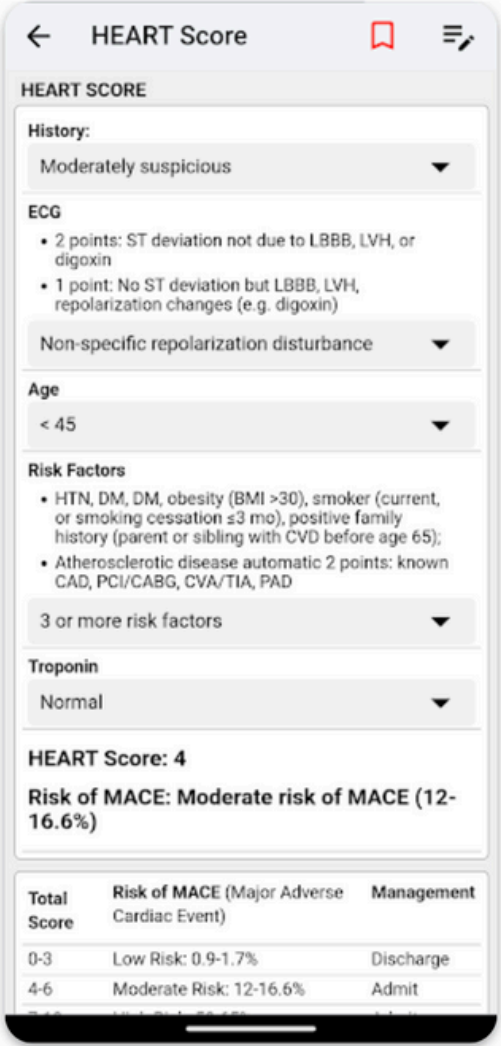 HEART Score
HEART SCORE
History:
Moderately suspicious
ECG
• 2 points: ST deviation not due to LBBB, LVH, or
digoxin
• 1 point: No ST deviation but LBBB, LVH,
repolarization changes (e.g. digoxin)
Non-specific repolarization disturbance
Age
< 45
Risk Factors
• HTN, DM, DM, obesity (BMI >30), smoker (current,
or smoking cessation ≤3 mo), positive family
history (parent or sibling with CVD before age 65);
• Atherosclerotic disease automatic 2 points: known
CAD, PCI/CABG, CVA/TIA, PAD
3 or more risk factors
Troponin
Normal
HEART Score: 4
Risk of MACE: Moderate risk of MACE (12-
16.6%)
Total Score Risk of MACE (Major Adverse Cardiac Event) Management
0-3 Low Risk: 0.9-1.7% Discharge
4-6 Moderate Risk: 12-16.6% Admit